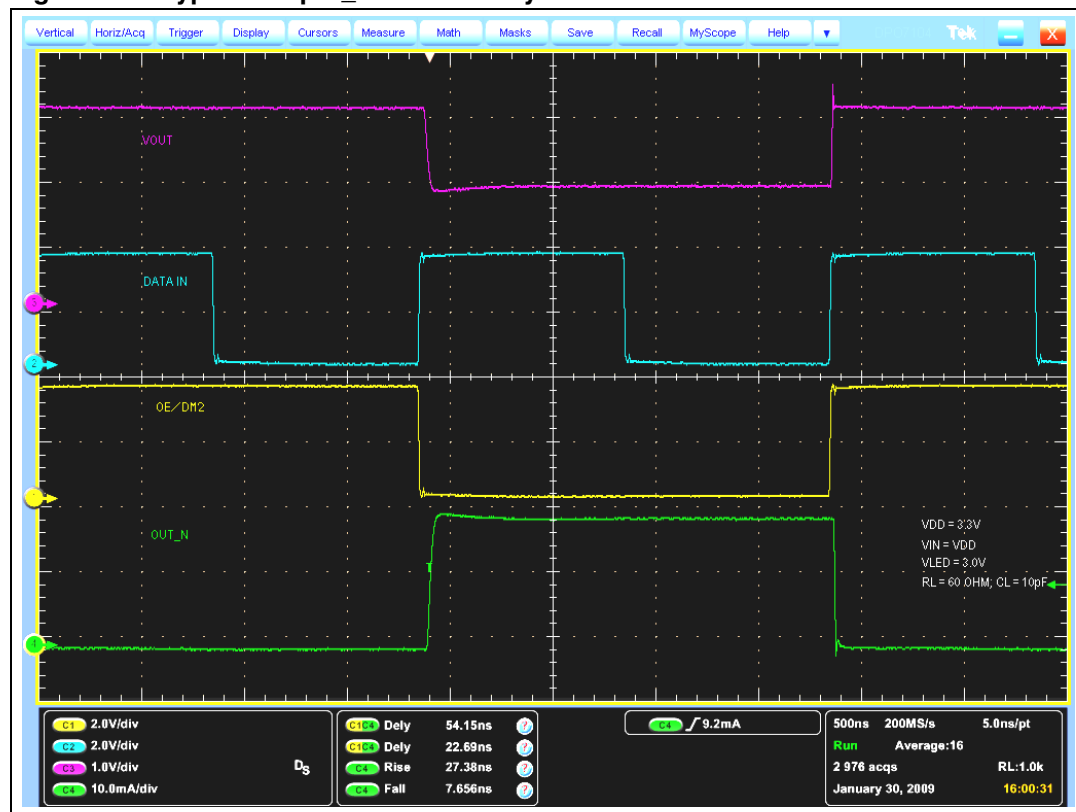 Vertical Horiz/Acq Trigger Display Cursors Measure Math Masks Save Recall MyScope Help Tek X
VOUT
DATA IN
3
2
OE/DM2
OUT_N
VDD = 3.3V
VIN = VDD
VLED = 3.0V
RL = 60 OHM; CL = 10pF
C1 2.0V/div
C2 2.0V/div
C3 1.0V/div
C4 10.0mA/div
DS
C1C4 Dely 54.15ns
C1C4 Dely 22.69ns
C4 Rise 27.38ns
C4 Fall 7.656ns
C4 9.2mA
500ns 200MS/s 5.0ns/pt
Run Average:16
2 976 acqs RL:1.0k
January 30, 2009 16:00:31